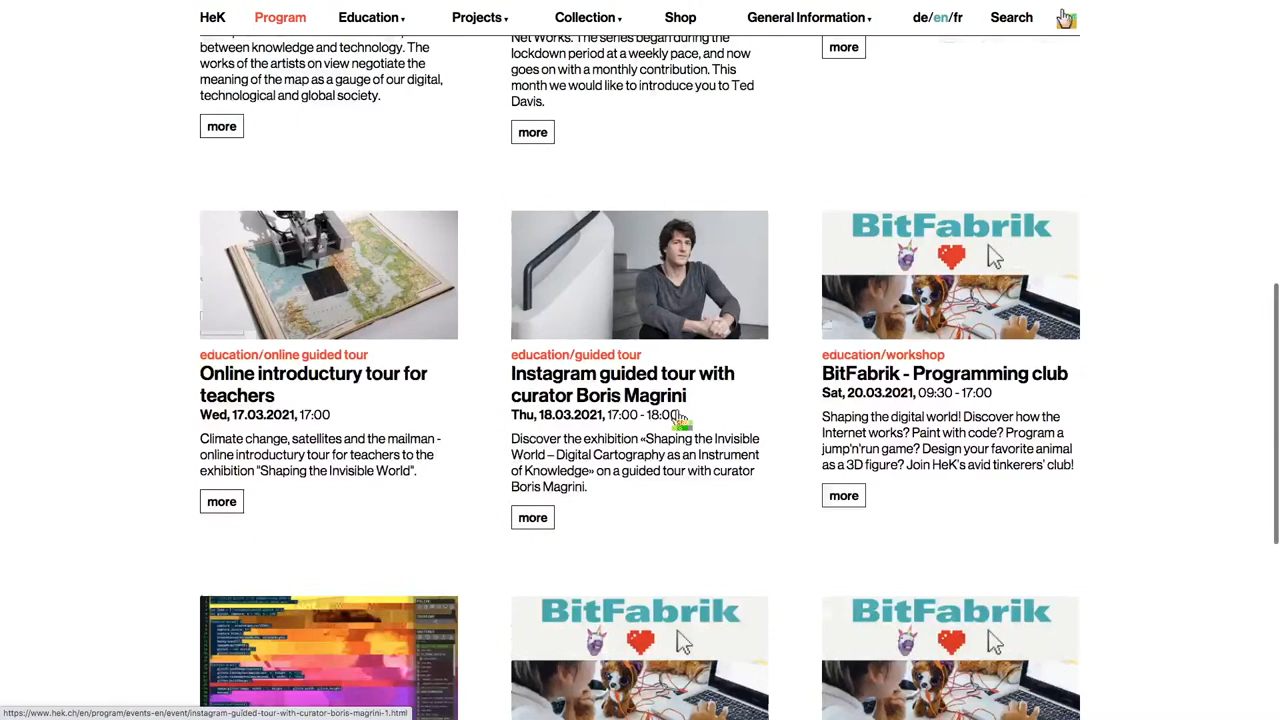 HeK Program Education ▾ Projects ▾ Collection ▾ Shop General Information ▾ de/en/fr Search
between knowledge and technology. The
works of the artists on view negotiate the
meaning of the map as a gauge of our digital,
technological and global society.
more
Net Works. The series began during the
lockdown period at a weekly pace, and now
goes on with a monthly contribution. This
month we would like to introduce you to Ted
Davis.
more
more
education/online guided tour
Online introductury tour for
teachers
Wed, 17.03.2021, 17:00
Climate change, satellites and the mailman -
online introductury tour for teachers to the
exhibition "Shaping the Invisible World".
more
education/guided tour
Instagram guided tour with
curator Boris Magrini
Thu, 18.03.2021, 17:00 - 18:00
Discover the exhibition «Shaping the Invisible
World – Digital Cartography as an Instrument
of Knowledge» on a guided tour with curator
Boris Magrini.
more
BitFabrik
education/workshop
BitFabrik - Programming club
Sat, 20.03.2021, 09:30 - 17:00
Shaping the digital world! Discover how the
Internet works? Paint with code? Program a
jump'n'run game? Design your favorite animal
as a 3D figure? Join HeK's avid tinkerers' club!
more
BitFabrik
BitFabrik
https://www.hek.ch/en/program/events-en/event/instagram-guided-tour-with-curator-boris-magrini-1.html